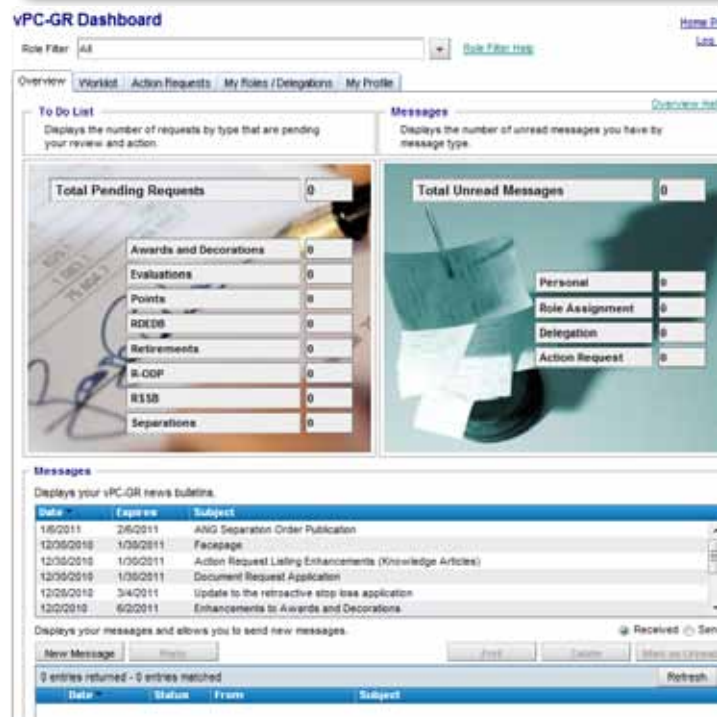 vPC-GR Dashboard
Home P
Role Filter All Role Filter Help Log
Overview Worklist Action Requests My Roles / Delegations My Profile
Overview Hel
To Do List
Displays the number of requests by type that are pending
your review and action.
Messages
Displays the number of unread messages you have by
message type.
Total Pending Requests 0
Awards and Decorations 0
Evaluations 0
Points 0
RDEDB 0
Retirements 0
R-ODP 0
RSSB 0
Separations 0
Total Unread Messages 0
Personal 0
Role Assignment 0
Delegation 0
Action Request 0
Messages
Displays your vPC-GR news bulletins.
Date Expires Subject
1/6/2011 2/6/2011 ANG Separation Order Publication
12/30/2010 1/30/2011 Facepage
12/30/2010 1/30/2011 Action Request Listing Enhancements (Knowledge Articles)
12/30/2010 1/30/2011 Document Request Application
12/28/2010 3/4/2011 Update to the retroactive stop loss application
12/2/2010 6/2/2011 Enhancements to Awards and Decorations
Displays your messages and allows you to send new messages. Received Sen
New Message Print Delete Mark as Unread
0 entries returned - 0 entries matched Refresh
Date Status From Subject